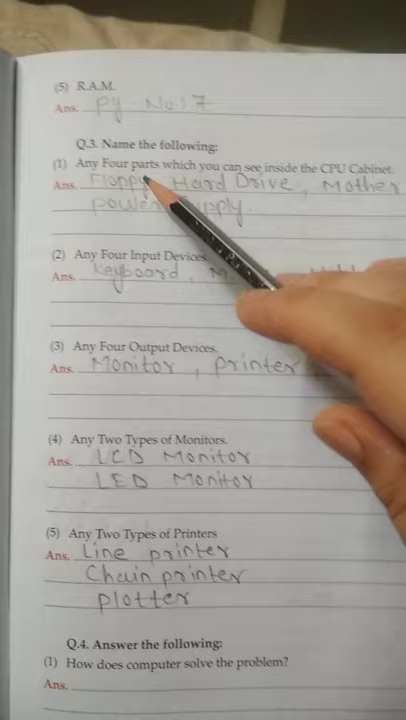 (5) R.A.M.
Ans. Pg No: 7
Q.3. Name the following:
(1) Any Four parts which you can see inside the CPU Cabinet.
Ans. Floppy Hard Drive, Mother
power supply.
(2) Any Four Input Devices.
Ans. keyboard,
(3) Any Four Output Devices.
Ans. Monitor, printer
(4) Any Two Types of Monitors.
Ans. LCD Monitor
LED Monitor
(5) Any Two Types of Printers
Ans. Line printer
Chain printer
plotter
Q.4. Answer the following:
(1) How does computer solve the problem?
Ans.